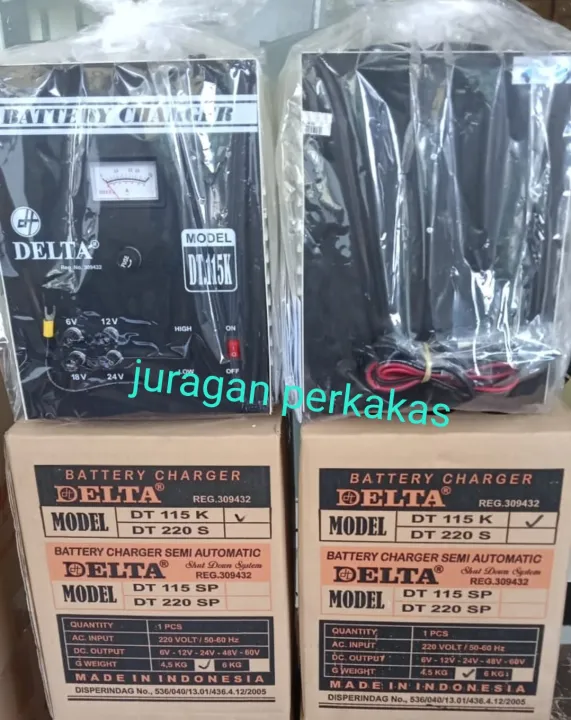 BATTERY CHARGER
DELTA®
Reg. No. 309432
MODEL
DT.115K
6V 12V
18V 24V
HIGH
LOW
ON
OFF
juragan perkakas
BATTERY CHARGER
DELTA®
REG.309432
MODEL
DT 115 K
DT 220 S
BATTERY CHARGER SEMI AUTOMATIC
DELTA®
Shut Down System
REG.309432
MODEL
DT 115 SP
DT 220 SP
QUANTITY : 1 PCS
AC. INPUT : 220 VOLT / 50-60 Hz
DC. OUTPUT : 6V - 12V - 24V - 48V - 60V
G WEIGHT : 4,5 KG 6 KG
MADE IN INDONESIA
DISPERINDAG No., 536/040/13.01/436.4.12/2005
BATTERY CHARGER
DELTA®
REG.309432
MODEL
DT 115 K
DT 220 S
BATTERY CHARGER SEMI AUTOMATIC
DELTA®
Shut Down System
REG.309432
MODEL
DT 115 SP
DT 220 SP
QUANTITY : 1 PCS
AC. INPUT : 220 VOLT / 50-60 Hz
DC. OUTPUT : 6V - 12V - 24V - 48V - 60V
G WEIGHT : 4,5 KG 6 KG
MADE IN INDONESIA
DISPERINDAG No., 536/040/13.01/436.4.12/2005